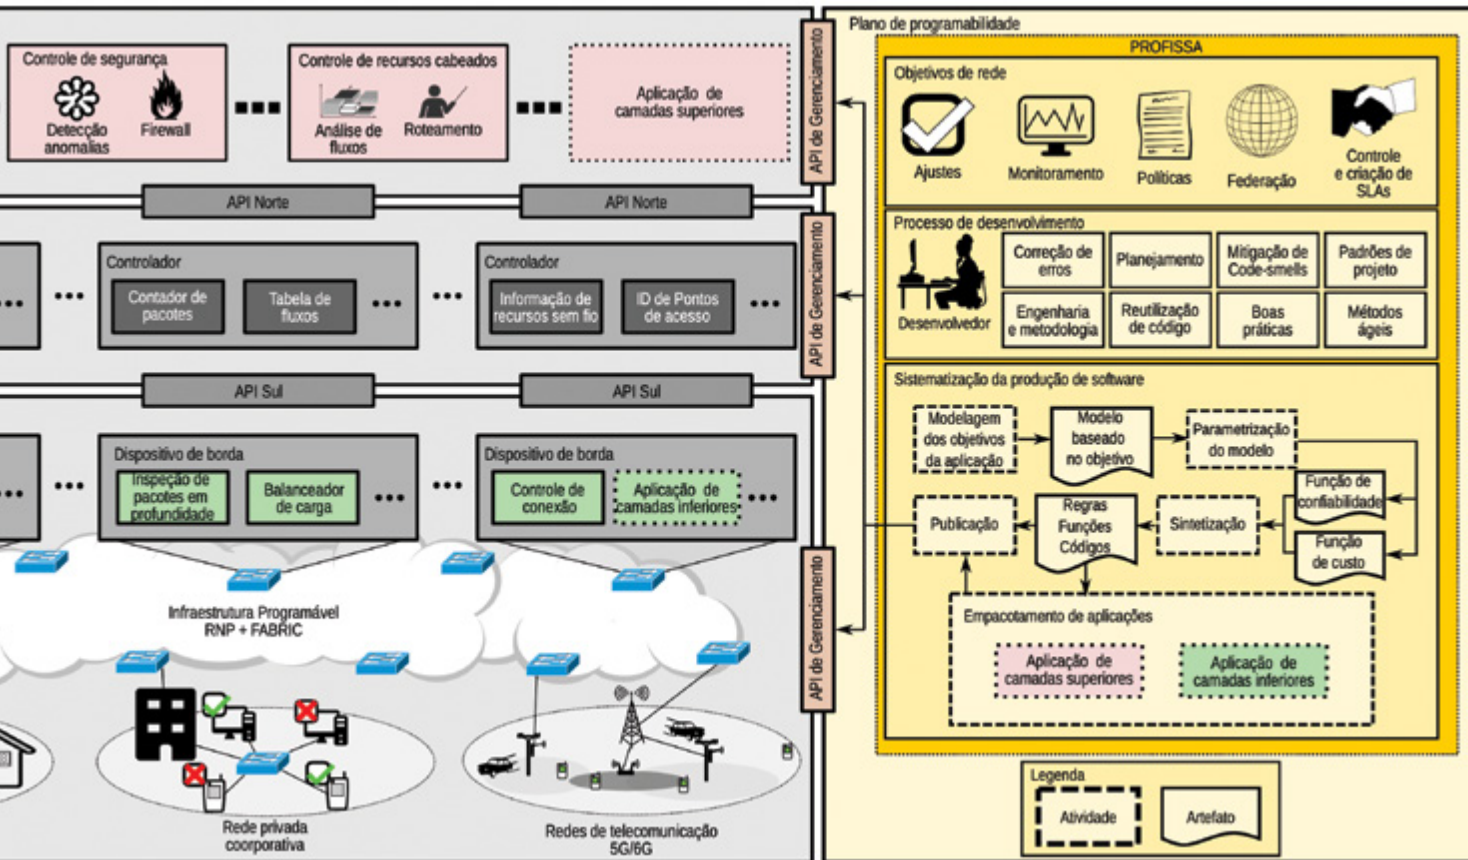 Controle de segurança
Detecção
anomalias
Firewall
Controle de recursos cabeados
Análise de
fluxos
Roteamento
Aplicação de
camadas superiores
API de Gerenciamento
API Norte
API Norte
Controlador
Contador de
pacotes
Tabela de
fluxos
Controlador
Informação de
recursos sem fio
ID de Pontos
de acesso
API de Gerenciamento
API Sul
API Sul
Dispositivo de borda
Inspeção de
pacotes em
profundidade
Balanceador
de carga
Dispositivo de borda
Controle de
conexão
Aplicação de
camadas inferiores
API de Gerenciamento
Infraestrutura Programável
RNP + FABRIC
Rede privada
coorporativa
Redes de telecomunicação
5G/6G
Plano de programabilidade
PROFISSA
Objetivos de rede
Ajustes
Monitoramento
Políticas
Federação
Controle
e criação de
SLAs
Processo de desenvolvimento
Desenvolvedor
Correção de
erros
Planejamento
Mitigação de
Code-smells
Padrões de
projeto
Engenharia
e metodologia
Reutilização
de código
Boas
práticas
Métodos
ágeis
Sistematização da produção de software
Modelagem
dos objetivos
da aplicação
Modelo
baseado
no objetivo
Parametrização
do modelo
Função de
confiabilidade
Função
de custo
Sintetização
Regras
Funções
Códigos
Publicação
Empacotamento de aplicações
Aplicação de
camadas superiores
Aplicação de
camadas inferiores
Legenda
Atividade
Artefato